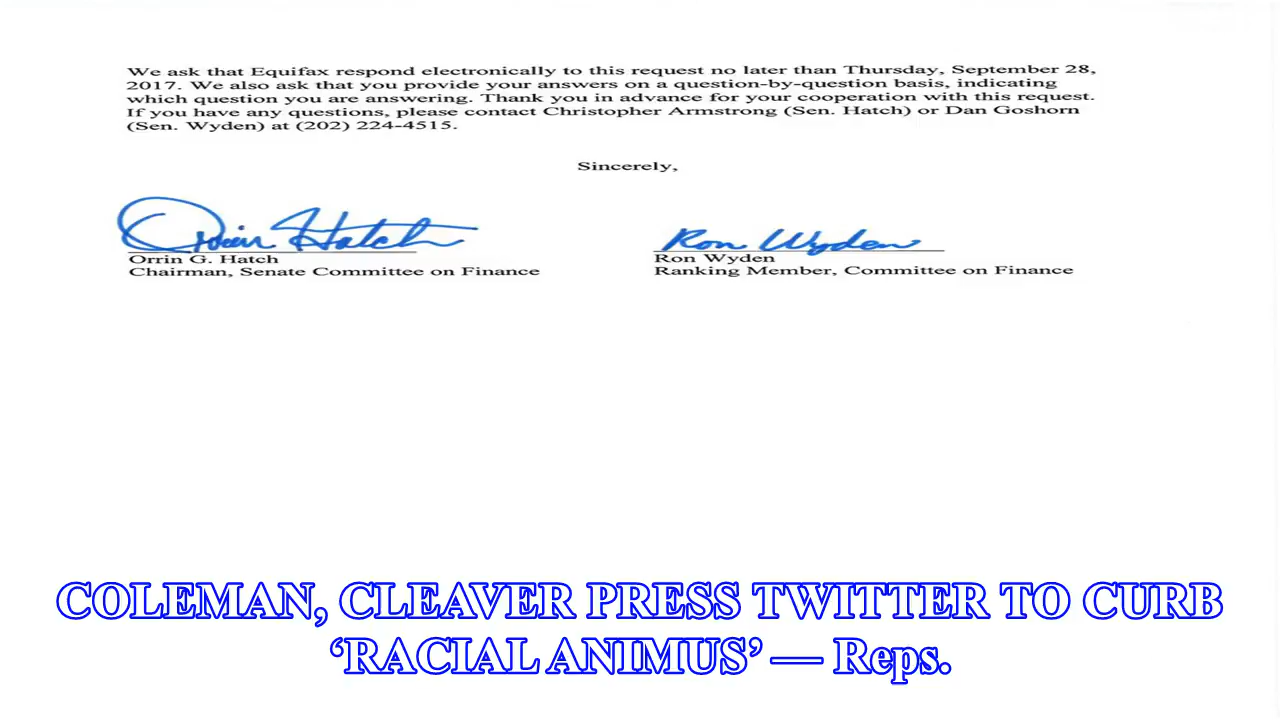 We ask that Equifax respond electronically to this request no later than Thursday, September 28,
2017. We also ask that you provide your answers on a question-by-question basis, indicating
which question you are answering. Thank you in advance for your cooperation with this request.
If you have any questions, please contact Christopher Armstrong (Sen. Hatch) or Dan Goshorn
(Sen. Wyden) at (202) 224-4515.
Sincerely,
Orrin Hatch
Ron Wyden
Orrin G. Hatch
Chairman, Senate Committee on Finance
Ron Wyden
Ranking Member, Committee on Finance
COLEMAN, CLEAVER PRESS TWITTER TO CURB
‘RACIAL ANIMUS’ — Reps.